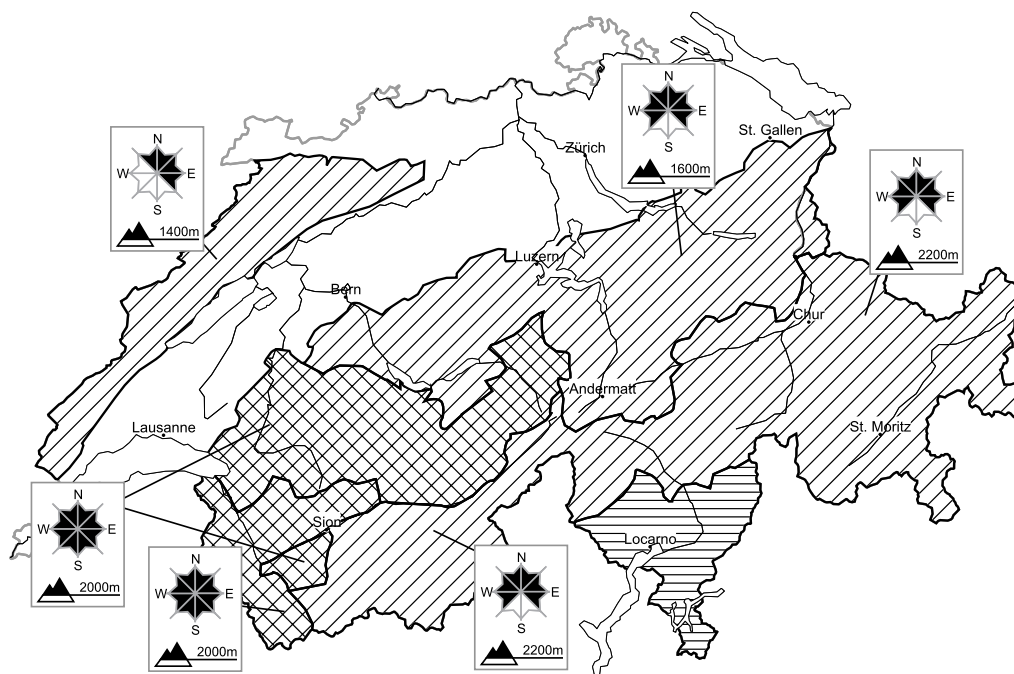 N
W E
S
1600m
St. Gallen
Zürich
N
W E
S
1400m
N
W E
S
2200m
Luzern
Bern
Chur
Andermatt
Lausanne
St. Moritz
N
W E
S
2000m
Sion
Locarno
N
W E
S
2000m
N
W E
S
2200m